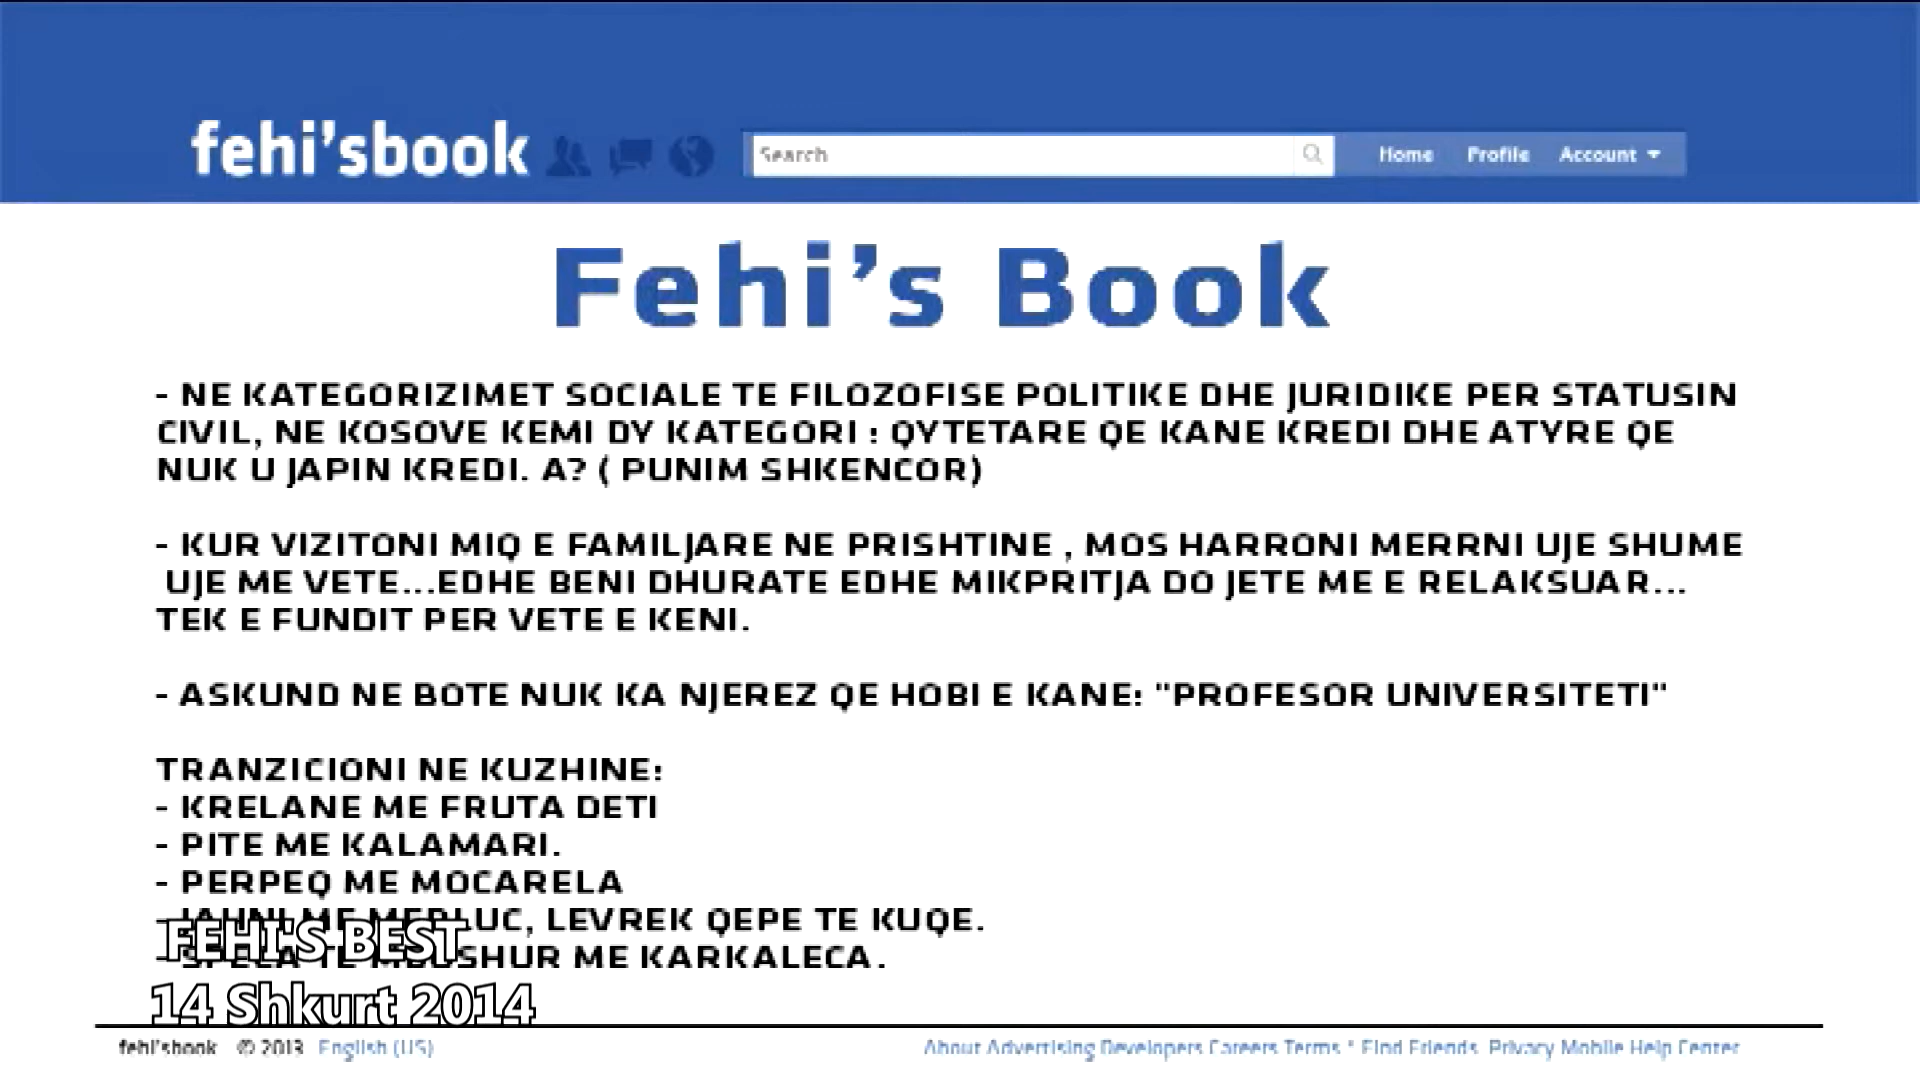 fehi'sbook
Search
Home Profile Account
Fehi's Book
- NE KATEGORIZIMET SOCIALE TE FILOZOFISE POLITIKE DHE JURIDIKE PER STATUSIN
CIVIL, NE KOSOVE KEMI DY KATEGORI : QYTETARE QE KANE KREDI DHE ATYRE QE
NUK U JAPIN KREDI. A? ( PUNIM SHKENCOR)
- KUR VIZITONI MIQ E FAMILJARE NE PRISHTINE , MOS HARRONI MERRNI UJE SHUME
UJE ME VETE...EDHE BENI DHURATE EDHE MIKPRITJA DO JETE ME E RELAKSUAR...
TEK E FUNDIT PER VETE E KENI.
- ASKUND NE BOTE NUK KA NJEREZ QE HOBI E KANE: "PROFESOR UNIVERSITETI"
TRANZICIONI NE KUZHINE:
- KRELANE ME FRUTA DETI
- PITE ME KALAMARI.
- PERPEQ ME MOCARELA
- JAHNI ME MERLUC, LEVREK QEPE TE KUQE.
FEHI'S BEST
ME KARKALECA.
14 Shkurt 2014
fehi'sbook © 2013 English (US)
About Advertising Developers Careers Terms * Find Friends Privacy Mobile Help Center